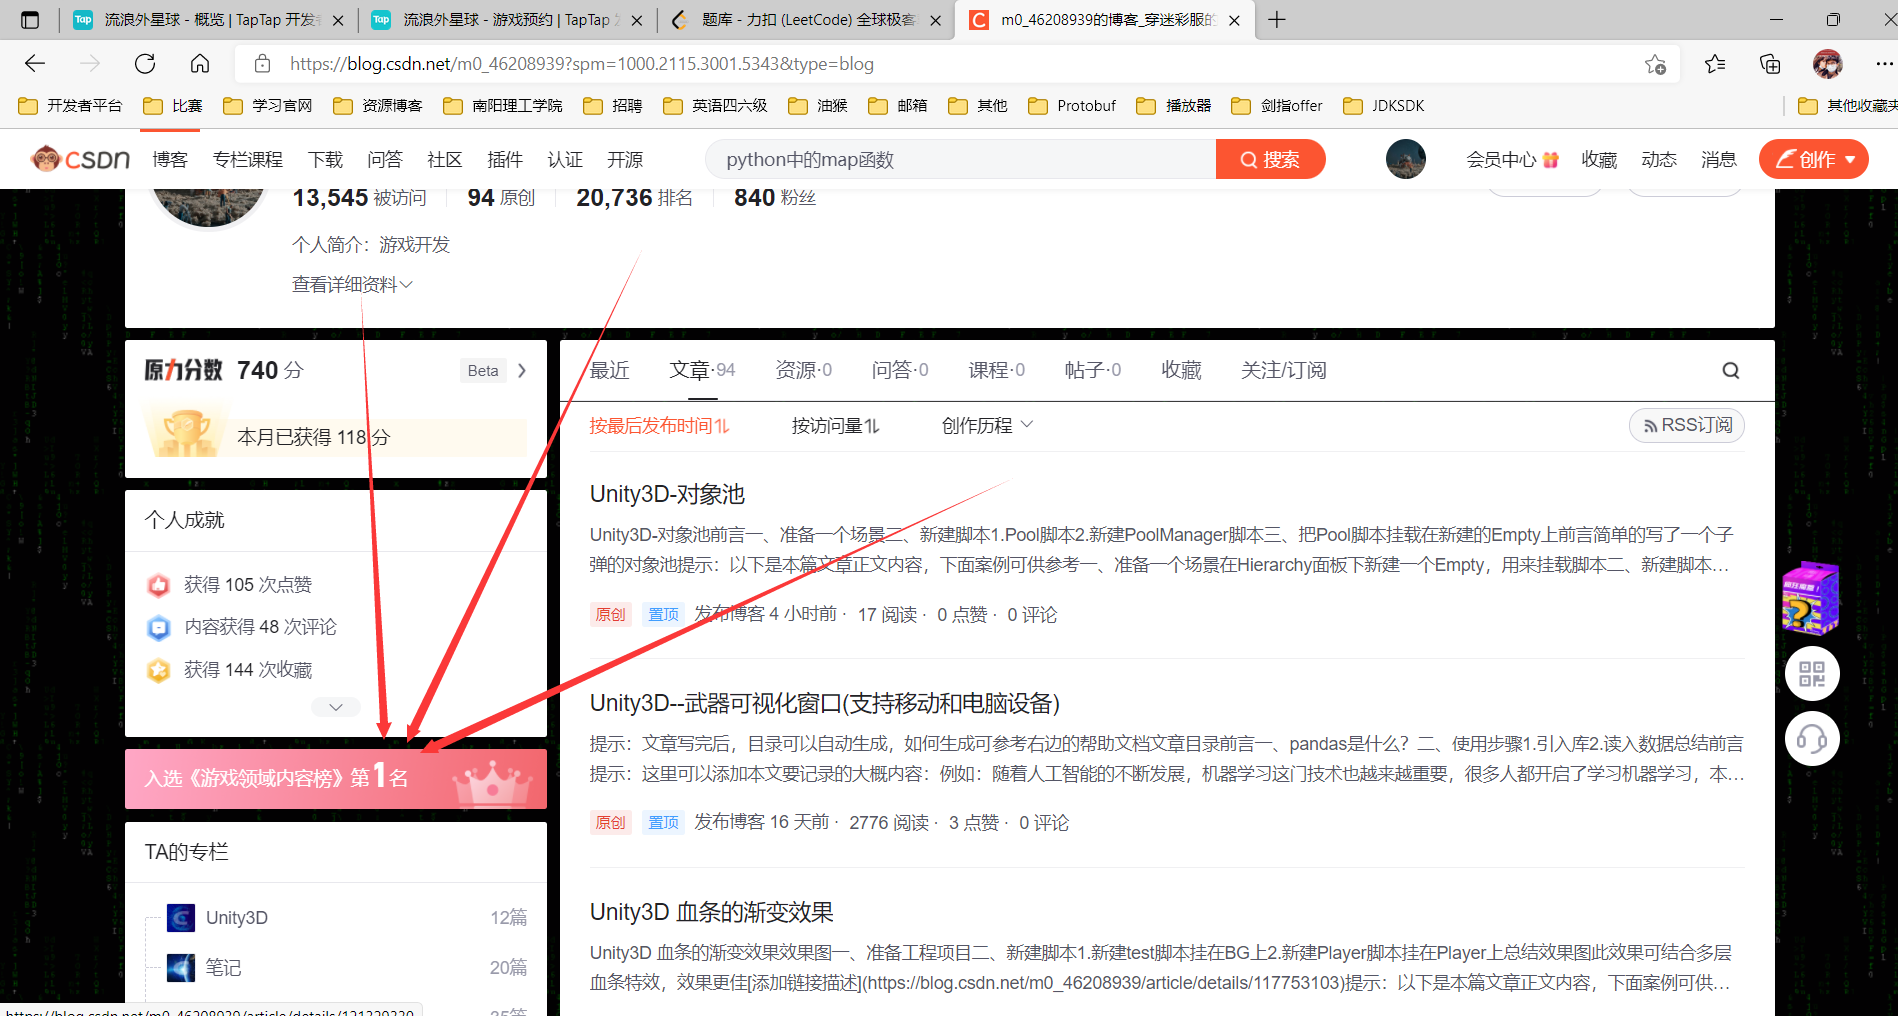 流浪外星球 - 概览 | TapTap 开发者
流浪外星球 - 游戏预约 | TapTap
题库 - 力扣 (LeetCode) 全球极客
m0_46208939的博客_穿迷彩服的
https://blog.csdn.net/m0_46208939?spm=1000.2115.3001.5343&type=blog
开发者平台 比赛 学习官网 资源博客 南阳理工学院 招聘 英语四六级 油猴 邮箱 其他 Protobuf 播放器 剑指offer JDKSDK 其他收藏夹
CSDN 博客 专栏课程 下载 问答 社区 插件 认证 开源 python中的map函数 搜索 会员中心 收藏 动态 消息 创作
13,545 被访问 94 原创 20,736 排名 840 粉丝
个人简介：游戏开发
查看详细资料
原力分数 740 分 Beta
本月已获得 118 分
个人成就
获得 105 次点赞
内容获得 48 次评论
获得 144 次收藏
入选《游戏领域内容榜》第1名
TA的专栏
Unity3D 12篇
笔记 20篇
35篇
最近 文章·94 资源·0 问答·0 课程·0 帖子·0 收藏 关注/订阅
按最后发布时间 按访问量 创作历程 RSS订阅
Unity3D-对象池
Unity3D-对象池前言一、准备一个场景二、新建脚本1.Pool脚本2.新建PoolManager脚本三、把Pool脚本挂载在新建的Empty上前言简单的写了一个子
弹的对象池提示：以下是本篇文章正文内容，下面案例可供参考一、准备一个场景在Hierarchy面板下新建一个Empty，用来挂载脚本二、新建脚本...
原创 置顶 发布博客 4 小时前 · 17 阅读 · 0 点赞 · 0 评论
Unity3D--武器可视化窗口(支持移动和电脑设备)
提示：文章写完后，目录可以自动生成，如何生成可参考右边的帮助文档文章目录前言一、pandas是什么？二、使用步骤1.引入库2.读入数据总结前言
提示：这里可以添加本文要记录的大概内容：例如：随着人工智能的不断发展，机器学习这门技术也越来越重要，很多人都开启了学习机器学习，本...
原创 置顶 发布博客 16 天前 · 2776 阅读 · 3 点赞 · 0 评论
Unity3D 血条的渐变效果
Unity3D 血条的渐变效果效果图一、准备工程项目二、新建脚本1.新建test脚本挂在BG上2.新建Player脚本挂在Player上总结效果图此效果可结合多层
血条特效，效果更佳[添加链接描述](https://blog.csdn.net/m0_46208939/article/details/117753103)提示：以下是本篇文章正文内容，下面案例可供...
https://blog.csdn.net/m0_46208939/article/details/121329220